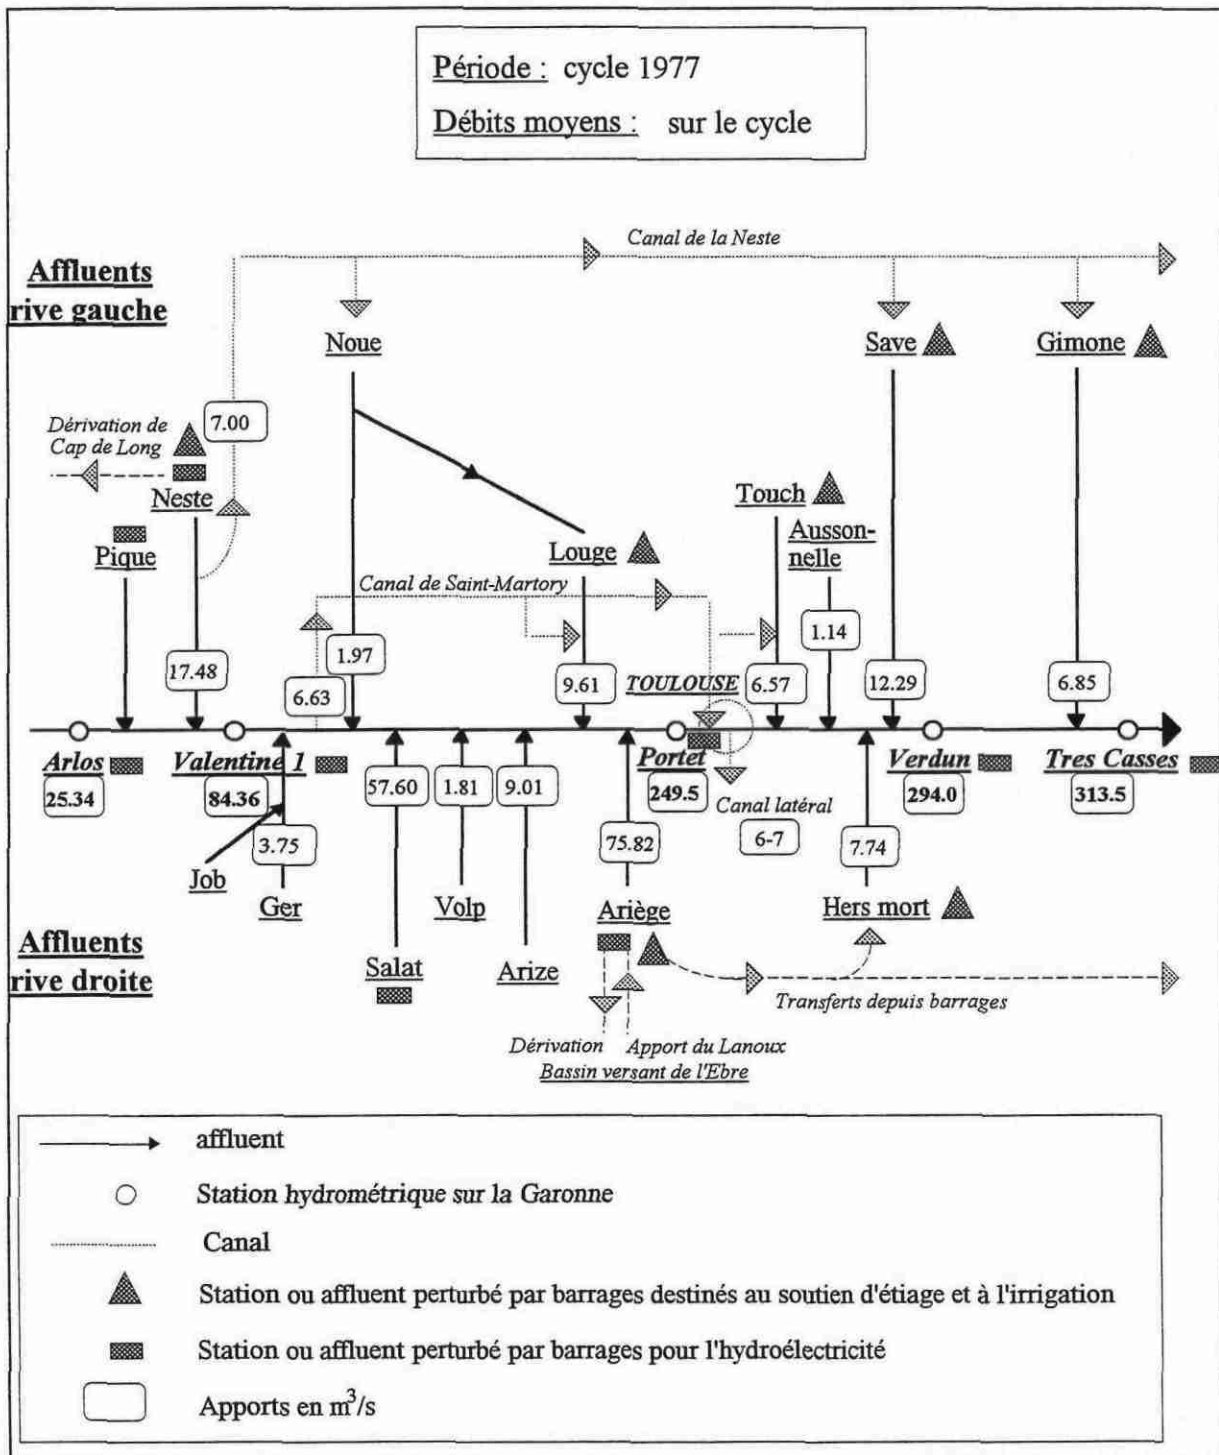 Période : cycle 1977
Débits moyens : sur le cycle
Canal de la Neste
Affluents
rive gauche
Noue
Save
Gimone
7.00
Dérivation de
Cap de Long
Neste
Pique
Touch
Ausson-
nelle
Louge
Canal de Saint-Martory
17.48
6.63
1.97
9.61
TOULOUSE
6.57
1.14
12.29
6.85
Arlos
25.34
Valentine 1
84.36
57.60
1.81
9.01
Portet
249.5
Canal latéral
6-7
Verdun
294.0
Tres Casses
313.5
3.75
75.82
7.74
Job
Ger
Volp
Ariège
Hers mort
Affluents
rive droite
Salat
Arize
Transferts depuis barrages
Dérivation Apport du Lanoux
Bassin versant de l'Ebre
affluent
Station hydrométrique sur la Garonne
Canal
Station ou affluent perturbé par barrages destinés au soutien d'étiage et à l'irrigation
Station ou affluent perturbé par barrages pour l'hydroélectricité
Apports en m³/s